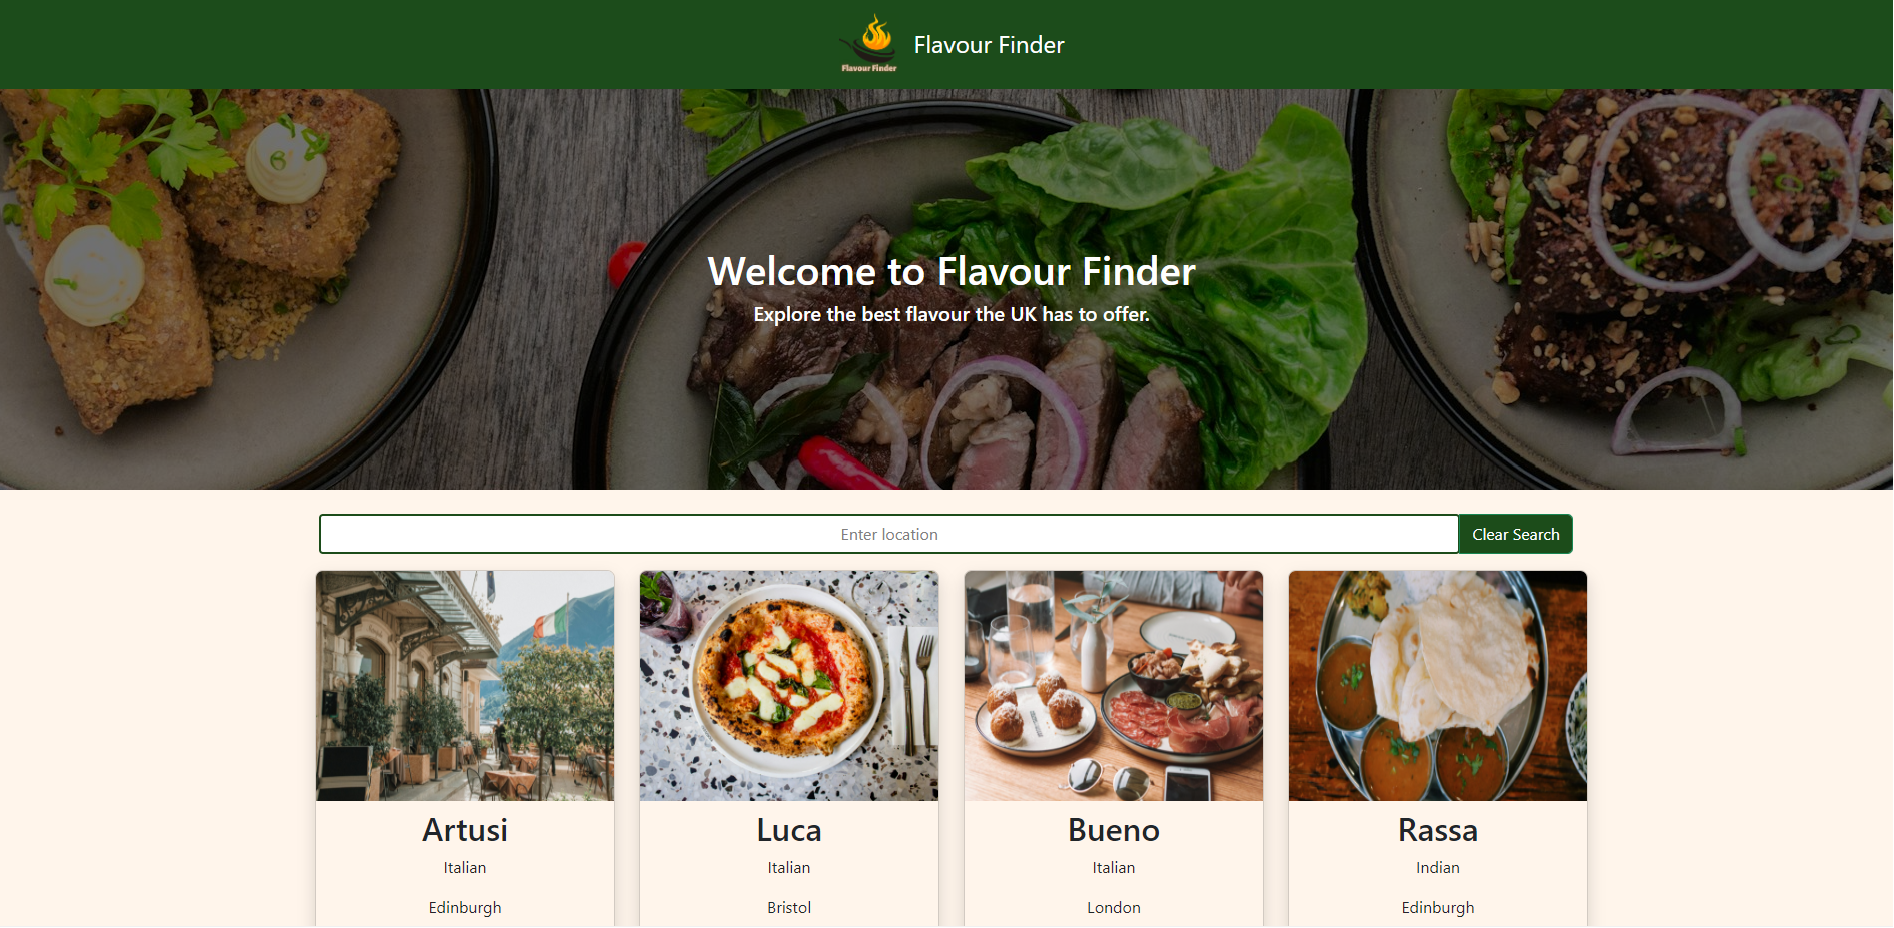 Flavour Finder
Flavour Finder
Welcome to Flavour Finder
Explore the best flavour the UK has to offer.
Enter location
Clear Search
Artusi
Italian
Edinburgh
Luca
Italian
Bristol
Bueno
Italian
London
Rassa
Indian
Edinburgh